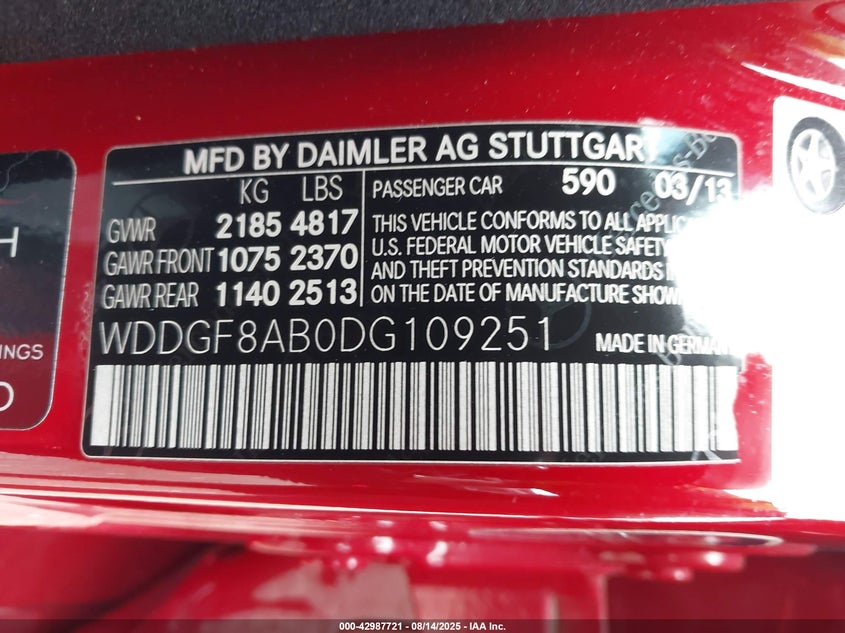 MFD BY DAIMLER AG STUTTGART
KG LBS
GVWR 2185 4817
GAWR FRONT 1075 2370
GAWR REAR 1140 2513
PASSENGER CAR 590 03/13
THIS VEHICLE CONFORMS TO ALL
U.S. FEDERAL MOTOR VEHICLE SAFETY
AND THEFT PREVENTION STANDARDS
ON THE DATE OF MANUFACTURE
WDDGF8AB0DG109251 MADE IN GERMANY
000-42987721 - 08/14/2025 - IAA Inc.